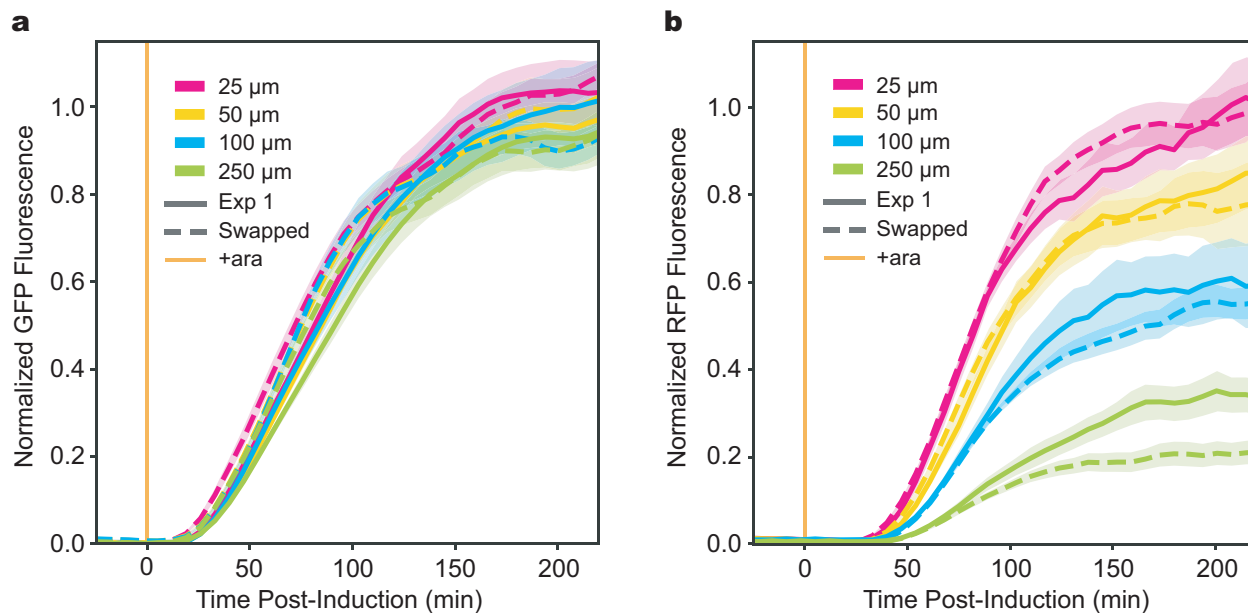 a
Normalized GFP Fluorescence
1.0
0.8
0.6
0.4
0.2
0.0
25 μm
50 μm
100 μm
250 μm
Exp 1
Swapped
+ara
0 50 100 150 200
Time Post-Induction (min)
b
Normalized RFP Fluorescence
1.0
0.8
0.6
0.4
0.2
0.0
25 μm
50 μm
100 μm
250 μm
Exp 1
Swapped
+ara
0 50 100 150 200
Time Post-Induction (min)